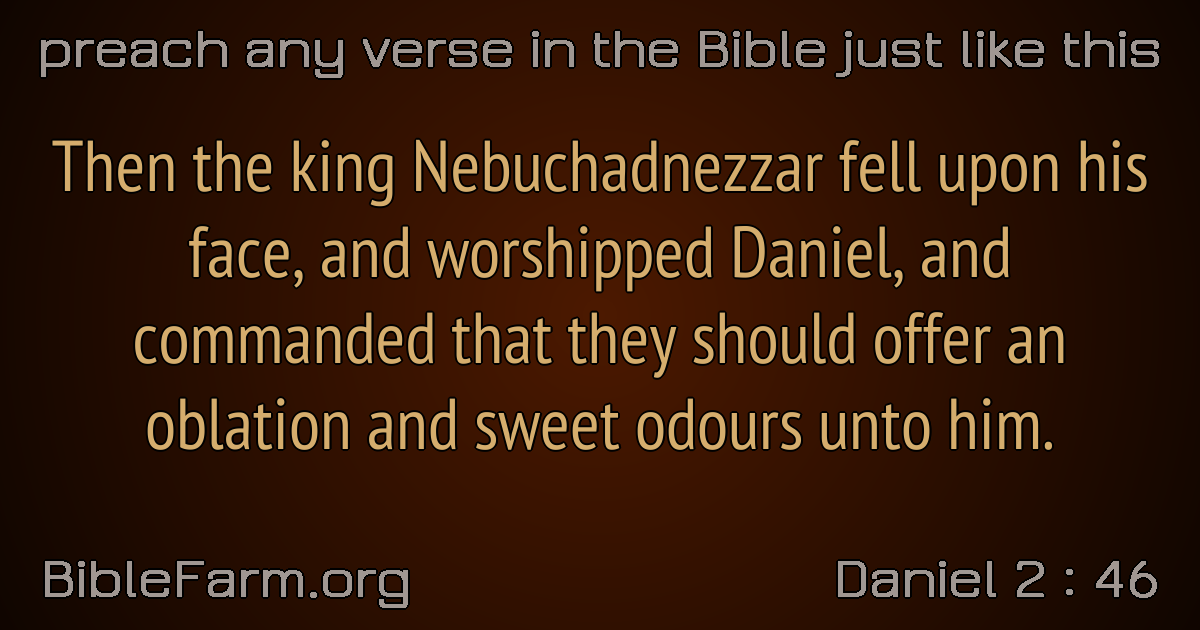 preach any verse in the Bible just like this
Then the king Nebuchadnezzar fell upon his
face, and worshipped Daniel, and
commanded that they should offer an
oblation and sweet odours unto him.
BibleFarm.org
Daniel 2 : 46